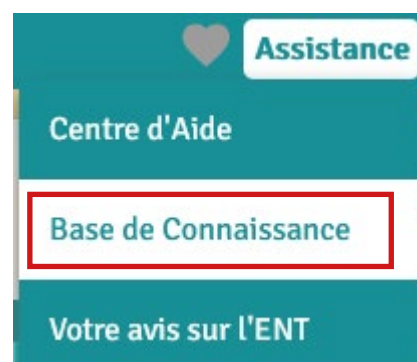 Assistance
Centre d'Aide
Base de Connaissance
Votre avis sur l'ENT